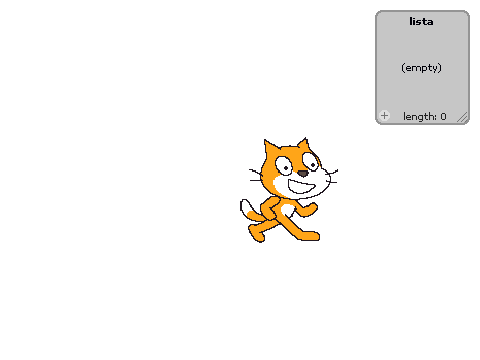 lista
(empty)
+ length: 0